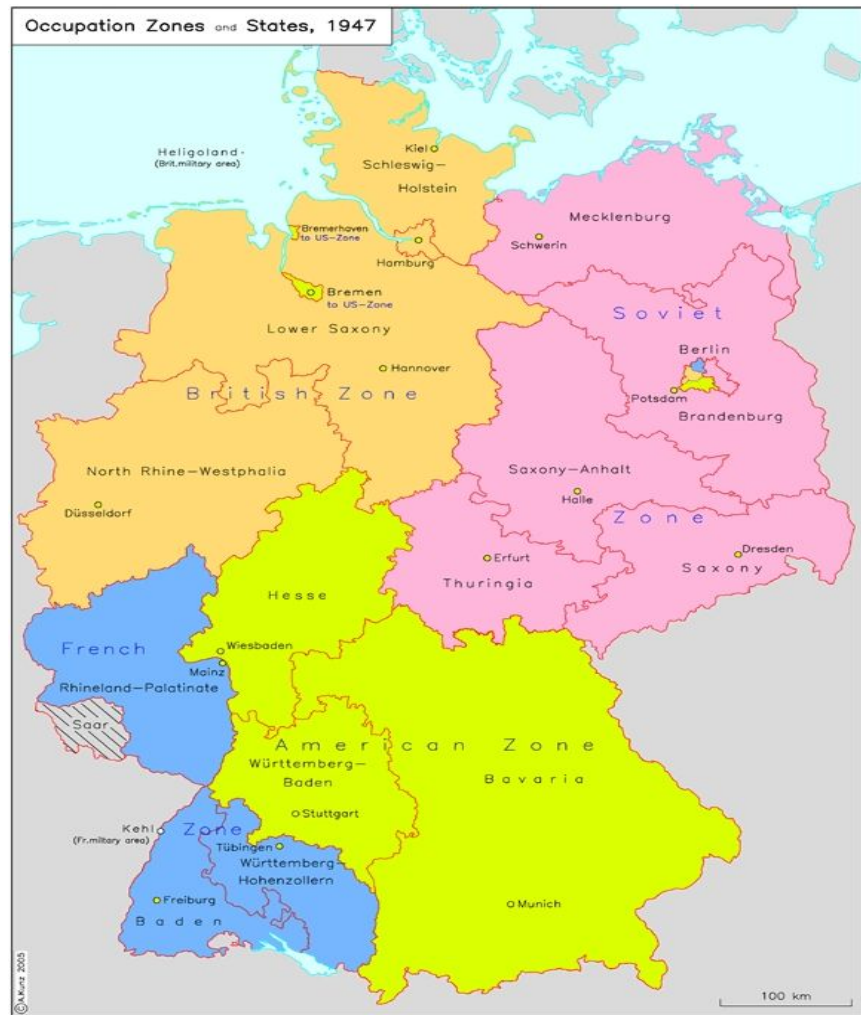 Occupation Zones and States, 1947
Heligoland-
(Brit.military area)
Kiel
Schleswig-
Holstein
Mecklenburg
Schwerin
Bremerhaven
to US-Zone
Hamburg
Bremen
to US-Zone
Lower Saxony
Soviet
Berlin
Hannover
British Zone
Potsdam
Brandenburg
North Rhine-Westphalia
Saxony-Anhalt
Halle
Düsseldorf
Zone
Dresden
Erfurt
Saxony
Thuringia
Hesse
French
Wiesbaden
Mainz
Rhineland-Palatinate
Saar
American Zone
Württemberg-
Baden
Bavaria
Stuttgart
Kehl
(Fr.military area)
Zone
Tübingen
Württemberg-
Hohenzollern
Freiburg
Baden
Munich
©A.Kunz 2005
100 km